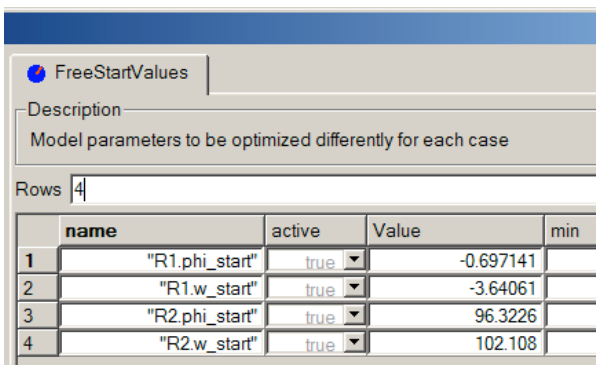 FreeStartValues
Description
Model parameters to be optimized differently for each case
Rows 4
name active Value min
1 "R1.phi_start" true -0.697141
2 "R1.w_start" true -3.64061
3 "R2.phi_start" true 96.3226
4 "R2.w_start" true 102.108